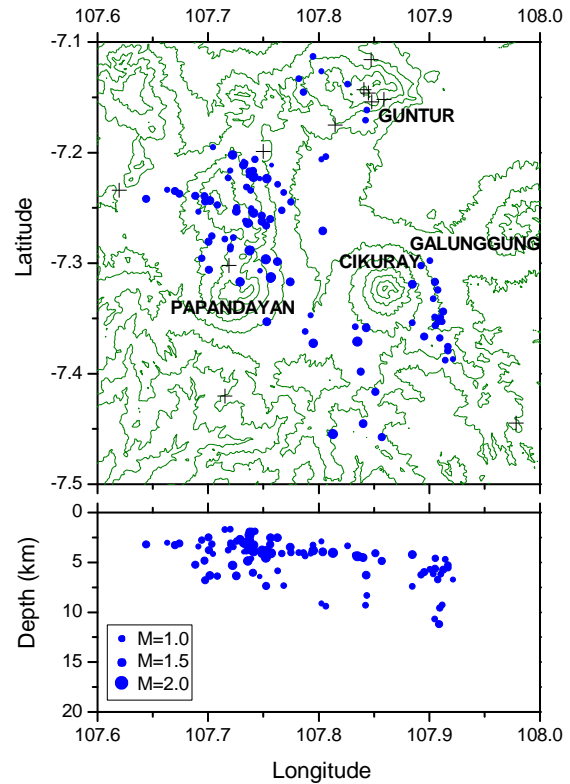 107.6 107.7 107.8 107.9 108.0
-7.1
GUNTUR
-7.2
Latitude
GALUNGGUNG
CIKURAY
-7.3
PAPANDAYAN
-7.4
-7.5
0
5
Depth (km)
10
M=1.0
15
M=1.5
M=2.0
20
107.6 107.7 107.8 107.9 108.0
Longitude